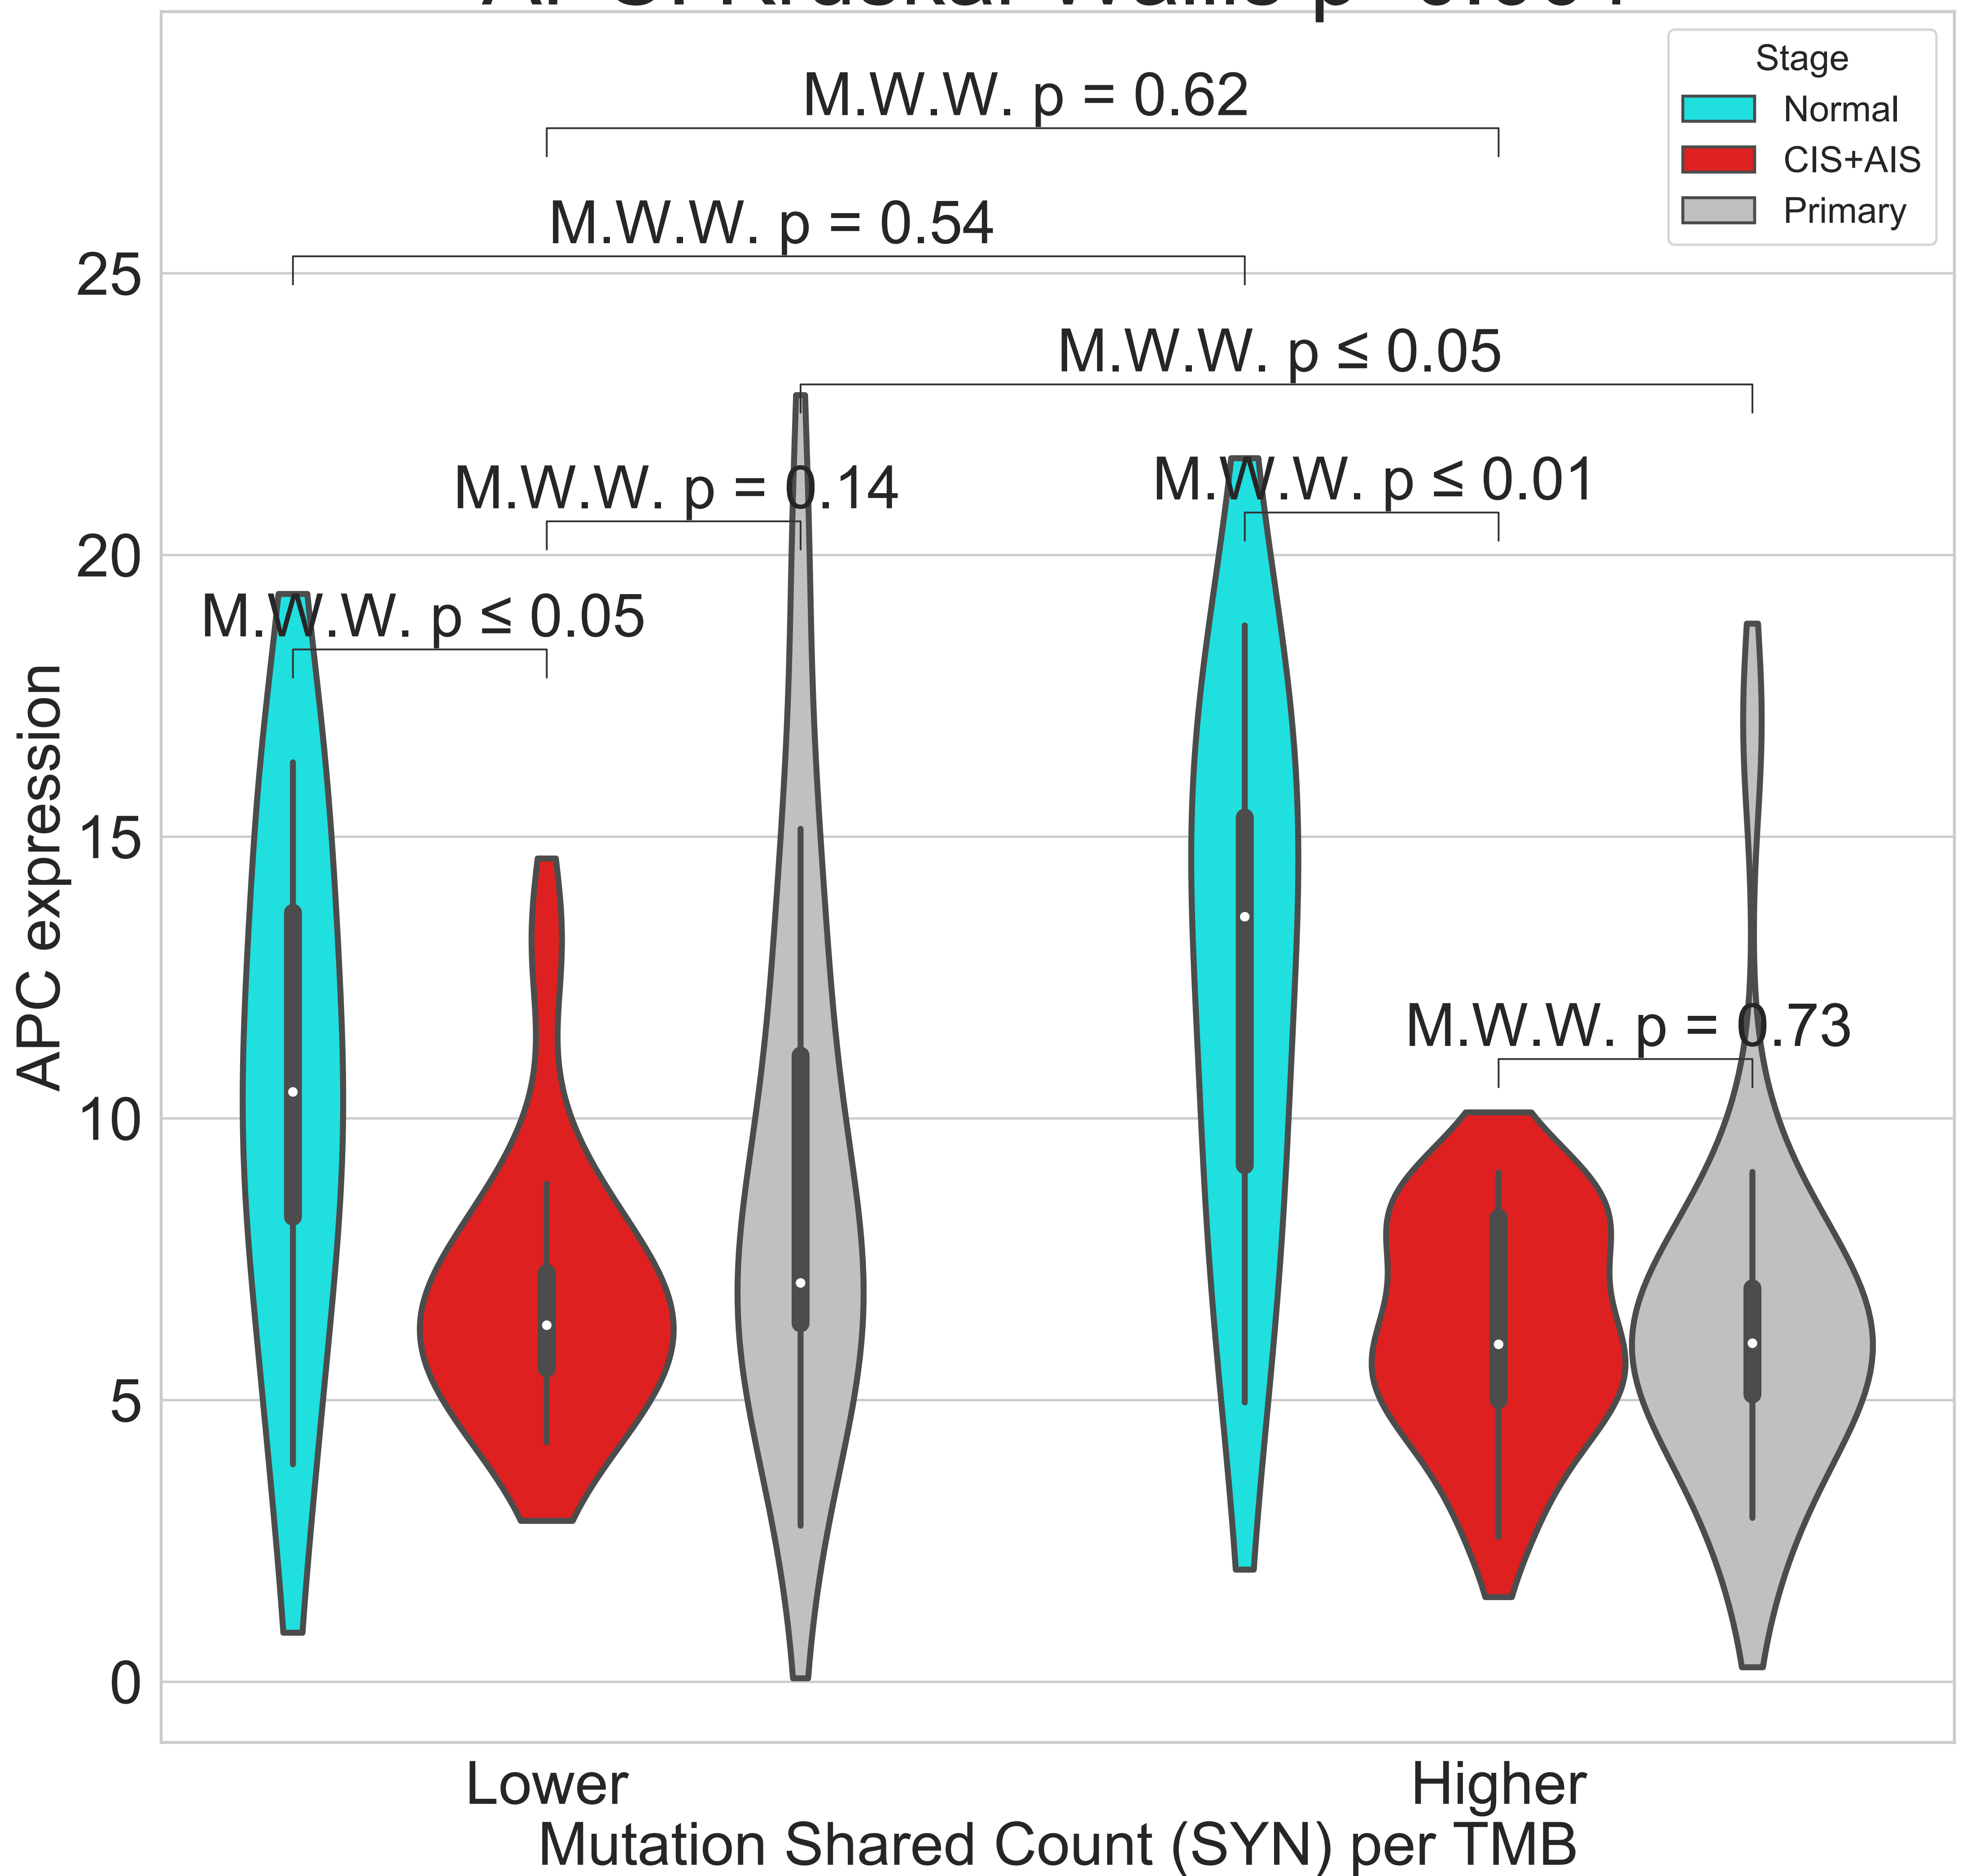 Stage
Normal
CIS+AIS
Primary
M.W.W. p = 0.62
M.W.W. p = 0.54
M.W.W. p ≤ 0.05
M.W.W. p = 0.14
M.W.W. p ≤ 0.01
M.W.W. p ≤ 0.05
M.W.W. p = 0.73
APC expression
25
20
15
10
5
0
Lower
Higher
Mutation Shared Count (SYN) per TMB